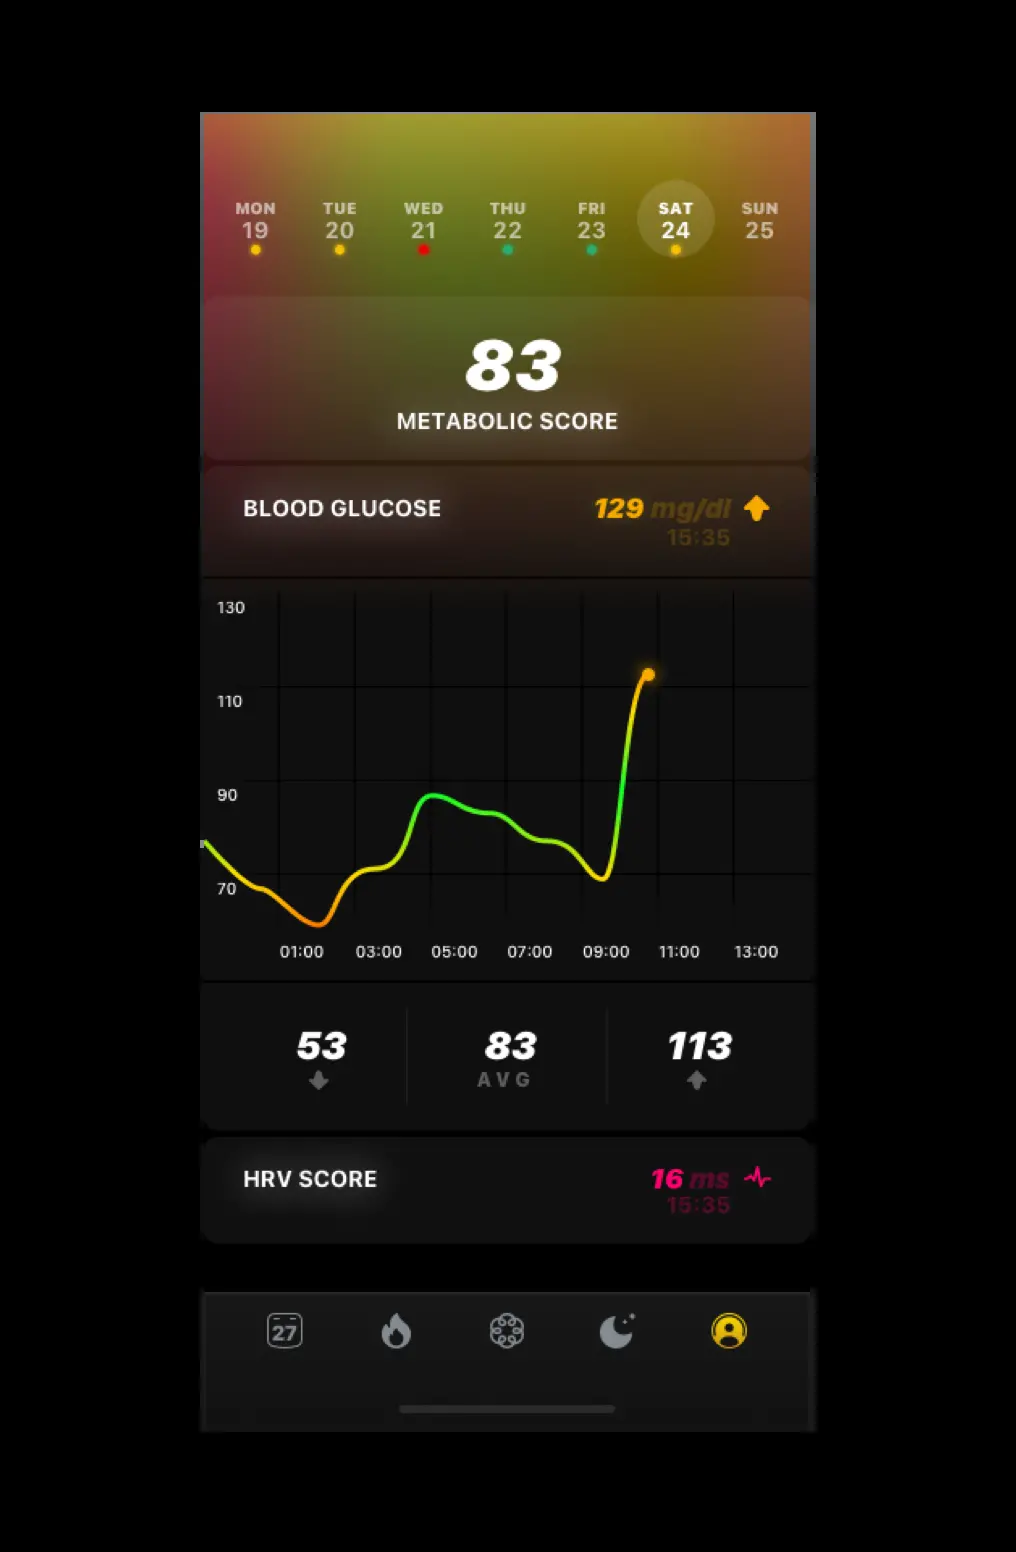 MON TUE WED THU FRI SAT SUN
19 20 21 22 23 24 25
83
METABOLIC SCORE
BLOOD GLUCOSE 129 mg/dl
15:35
130
110
90
70
01:00 03:00 05:00 07:00 09:00 11:00 13:00
53 83 113
AVG
HRV SCORE 16 ms
15:35
27